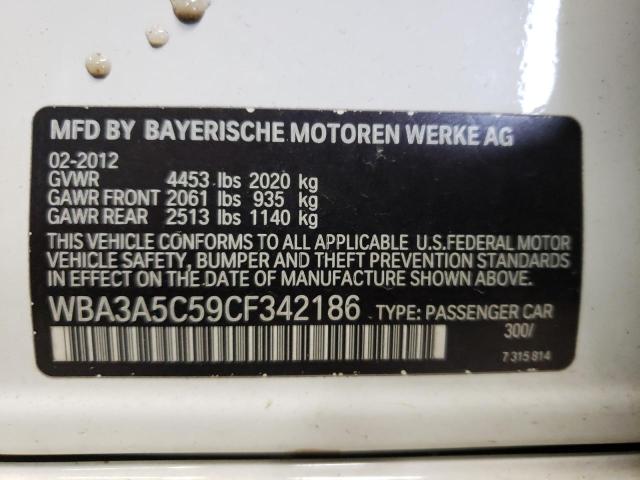 MFD BY BAYERISCHE MOTOREN WERKE AG
02-2012
GVWR 4453 lbs 2020 kg
GAWR FRONT 2061 lbs 935 kg
GAWR REAR 2513 lbs 1140 kg
THIS VEHICLE CONFORMS TO ALL APPLICABLE U.S.FEDERAL MOTOR
VEHICLE SAFETY, BUMPER AND THEFT PREVENTION STANDARDS
IN EFFECT ON THE DATE OF MANUFACTURE SHOWN ABOVE.
WBA3A5C59CF342186 TYPE: PASSENGER CAR
300/
7 315 814